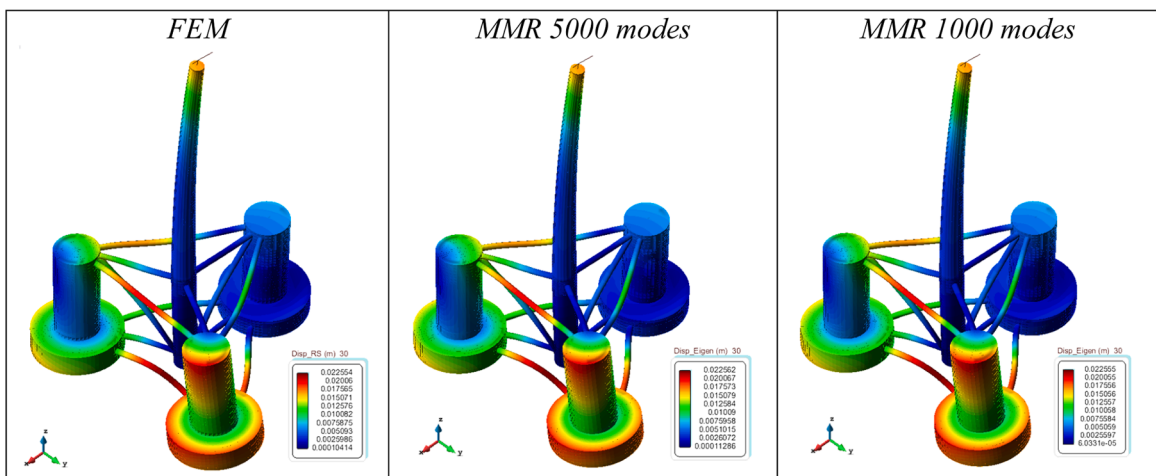 FEM
MMR 5000 modes
MMR 1000 modes
Disp_RS (m) 30
0.022554
0.02006
0.017565
0.015071
0.012576
0.010082
0.0075875
0.005093
0.0025986
0.00010414
Disp_Eigen (m) 30
0.022562
0.020067
0.017573
0.015079
0.012584
0.01009
0.0075958
0.0051015
0.0026072
0.00011286
Disp_Eigen (m) 30
0.022555
0.020055
0.017556
0.015056
0.012557
0.010058
0.0075584
0.005059
0.0025597
6.0331e-05
z
x
y
z
x
y
z
x
y